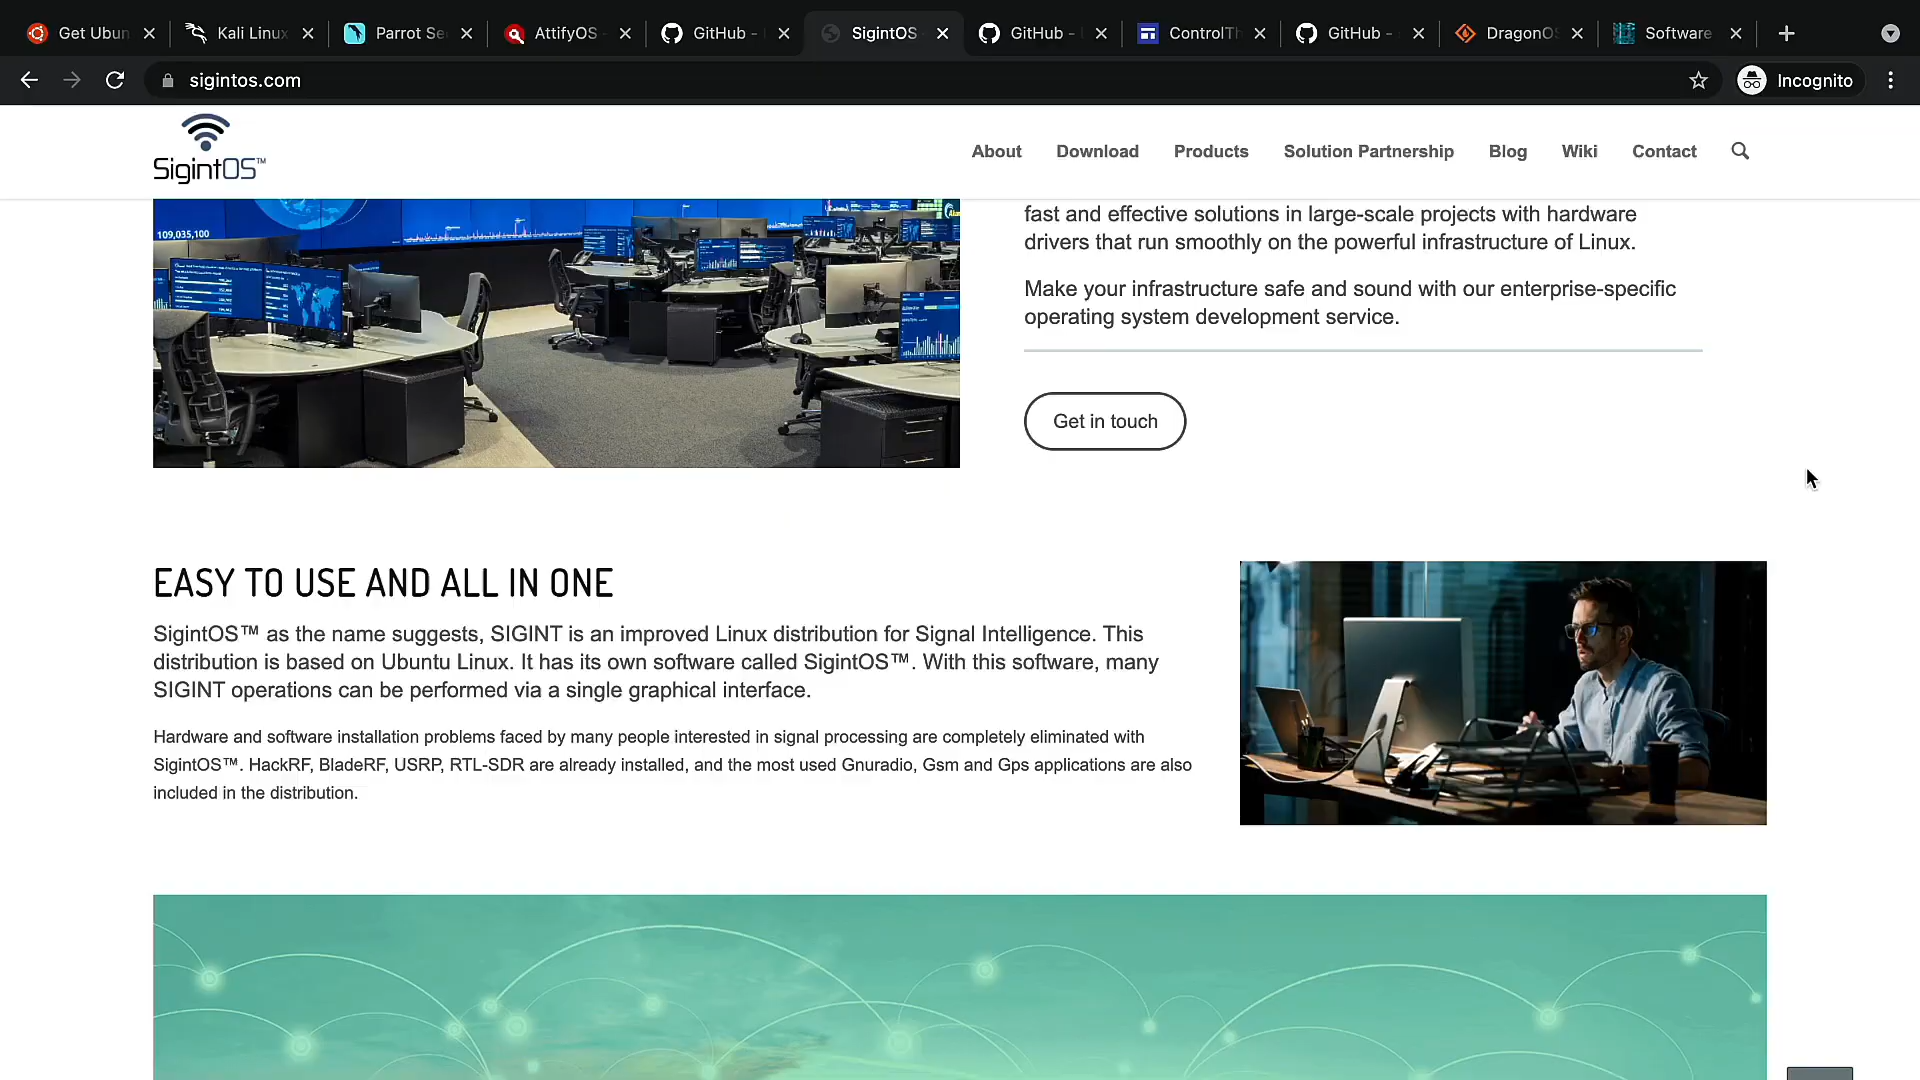 Get Ubun
Kali Linux
Parrot Se
AttifyOS -
GitHub -
SigintOS
GitHub -
ControlTh
GitHub -
DragonOS
Software
sigintos.com
Incognito
SigintOS™
About
Download
Products
Solution Partnership
Blog
Wiki
Contact
109,035,100
fast and effective solutions in large-scale projects with hardware
drivers that run smoothly on the powerful infrastructure of Linux.
Make your infrastructure safe and sound with our enterprise-specific
operating system development service.
Get in touch
EASY TO USE AND ALL IN ONE
SigintOS™ as the name suggests, SIGINT is an improved Linux distribution for Signal Intelligence. This
distribution is based on Ubuntu Linux. It has its own software called SigintOS™. With this software, many
SIGINT operations can be performed via a single graphical interface.
Hardware and software installation problems faced by many people interested in signal processing are completely eliminated with
SigintOS™. HackRF, BladeRF, USRP, RTL-SDR are already installed, and the most used Gnuradio, Gsm and Gps applications are also
included in the distribution.